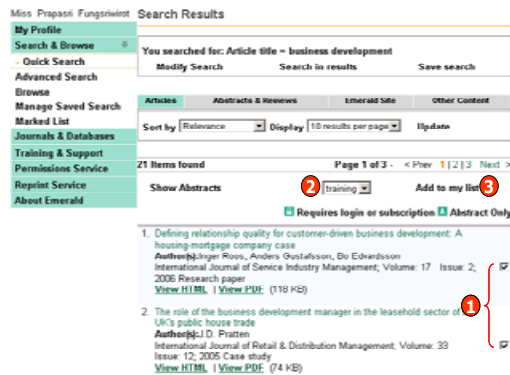 Miss Prapasri Fungsriwirot Search Results
My Profile
Search & Browse
- Quick Search
Advanced Search
Browse
Manage Saved Search
Marked List
Journals & Databases
Training & Support
Permissions Service
Reprint Service
About Emerald
You searched for: Article title = business development
Modify Search Search in results Save search
Articles Abstracts & Reviews Emerald Site Other Content
Sort by Relevance Display 10 results per page Update
21 Items found Page 1 of 3 - < Prev 1 | 2 | 3 Next >
Show Abstracts 2 training Add to my list 3
Requires login or subscription A Abstract Only
1. Defining relationship quality for customer-driven business development: A
housing-mortgage company case
Author(s): Inger Roos, Anders Gustafsson, Bo Edvardsson
International Journal of Service Industry Management; Volume: 17 Issue: 2;
2006 Research paper
View HTML | View PDF (118 KB)
1
2. The role of the business development manager in the leasehold sector of
UK's public house trade
Author(s): J.D. Pratten
International Journal of Retail & Distribution Management; Volume: 33
Issue: 12; 2005 Case study
View HTML | View PDF (74 KB)